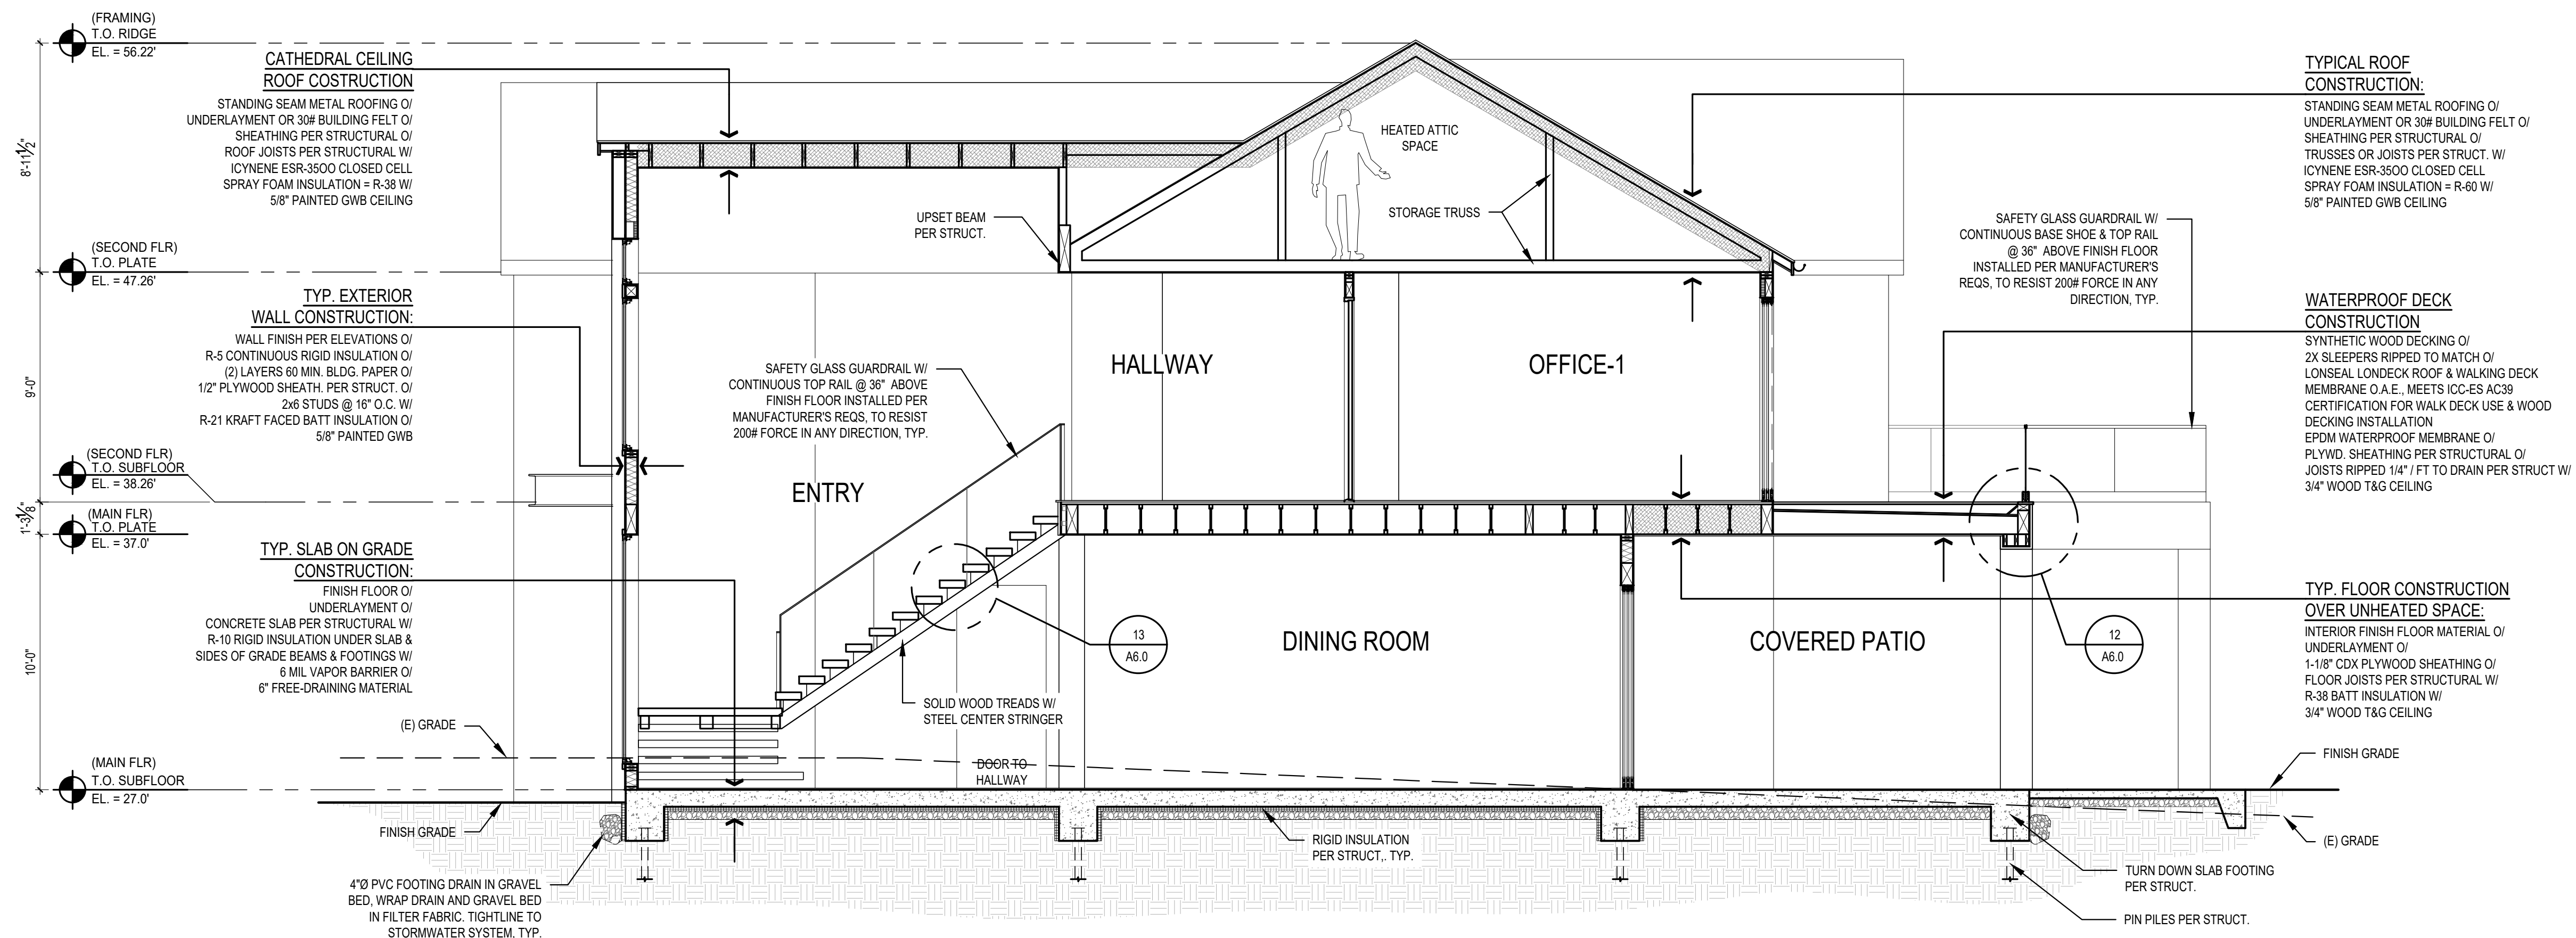 (FRAMING)
T.O. RIDGE
EL. = 56.22'
8'-11 1/2"
(SECOND FLR)
T.O. PLATE
EL. = 47.26'
9'-0"
(SECOND FLR)
T.O. SUBFLOOR
EL. = 38.26'
1'-3 1/8"
(MAIN FLR)
T.O. PLATE
EL. = 37.0'
10'-0"
(MAIN FLR)
T.O. SUBFLOOR
EL. = 27.0'
CATHEDRAL CEILING
ROOF COSTRUCTION
STANDING SEAM METAL ROOFING O/
UNDERLAYMENT OR 30# BUILDING FELT O/
SHEATHING PER STRUCTURAL O/
ROOF JOISTS PER STRUCTURAL W/
ICYNENE ESR-35OO CLOSED CELL
SPRAY FOAM INSULATION = R-38 W/
5/8" PAINTED GWB CEILING
TYP. EXTERIOR
WALL CONSTRUCTION:
WALL FINISH PER ELEVATIONS O/
R-5 CONTINUOUS RIGID INSULATION O/
(2) LAYERS 60 MIN. BLDG. PAPER O/
1/2" PLYWOOD SHEATH. PER STRUCT. O/
2x6 STUDS @ 16" O.C. W/
R-21 KRAFT FACED BATT INSULATION O/
5/8" PAINTED GWB
TYP. SLAB ON GRADE
CONSTRUCTION:
FINISH FLOOR O/
UNDERLAYMENT O/
CONCRETE SLAB PER STRUCTURAL W/
R-10 RIGID INSULATION UNDER SLAB &
SIDES OF GRADE BEAMS & FOOTINGS W/
6 MIL VAPOR BARRIER O/
6" FREE-DRAINING MATERIAL
(E) GRADE
FINISH GRADE
4"Ø PVC FOOTING DRAIN IN GRAVEL
BED, WRAP DRAIN AND GRAVEL BED
IN FILTER FABRIC. TIGHTLINE TO
STORMWATER SYSTEM. TYP.
UPSET BEAM
PER STRUCT.
HEATED ATTIC
SPACE
STORAGE TRUSS
SAFETY GLASS GUARDRAIL W/
CONTINUOUS TOP RAIL @ 36" ABOVE
FINISH FLOOR INSTALLED PER
MANUFACTURER'S REQS, TO RESIST
200# FORCE IN ANY DIRECTION, TYP.
HALLWAY
OFFICE-1
ENTRY
DINING ROOM
COVERED PATIO
13
A6.0
SOLID WOOD TREADS W/
STEEL CENTER STRINGER
DOOR TO
HALLWAY
RIGID INSULATION
PER STRUCT,. TYP.
SAFETY GLASS GUARDRAIL W/
CONTINUOUS BASE SHOE & TOP RAIL
@ 36" ABOVE FINISH FLOOR
INSTALLED PER MANUFACTURER'S
REQS, TO RESIST 200# FORCE IN ANY
DIRECTION, TYP.
TYPICAL ROOF
CONSTRUCTION:
STANDING SEAM METAL ROOFING O/
UNDERLAYMENT OR 30# BUILDING FELT O/
SHEATHING PER STRUCTURAL O/
TRUSSES OR JOISTS PER STRUCT. W/
ICYNENE ESR-35OO CLOSED CELL
SPRAY FOAM INSULATION = R-60 W/
5/8" PAINTED GWB CEILING
WATERPROOF DECK
CONSTRUCTION
SYNTHETIC WOOD DECKING O/
2X SLEEPERS RIPPED TO MATCH O/
LONSEAL LONDECK ROOF & WALKING DECK
MEMBRANE O.A.E., MEETS ICC-ES AC39
CERTIFICATION FOR WALK DECK USE & WOOD
DECKING INSTALLATION
EPDM WATERPROOF MEMBRANE O/
PLYWD. SHEATHING PER STRUCTURAL O/
JOISTS RIPPED 1/4" / FT TO DRAIN PER STRUCT W/
3/4" WOOD T&G CEILING
TYP. FLOOR CONSTRUCTION
OVER UNHEATED SPACE:
INTERIOR FINISH FLOOR MATERIAL O/
UNDERLAYMENT O/
1-1/8" CDX PLYWOOD SHEATHING O/
FLOOR JOISTS PER STRUCTURAL W/
R-38 BATT INSULATION W/
3/4" WOOD T&G CEILING
12
A6.0
FINISH GRADE
(E) GRADE
TURN DOWN SLAB FOOTING
PER STRUCT.
PIN PILES PER STRUCT.